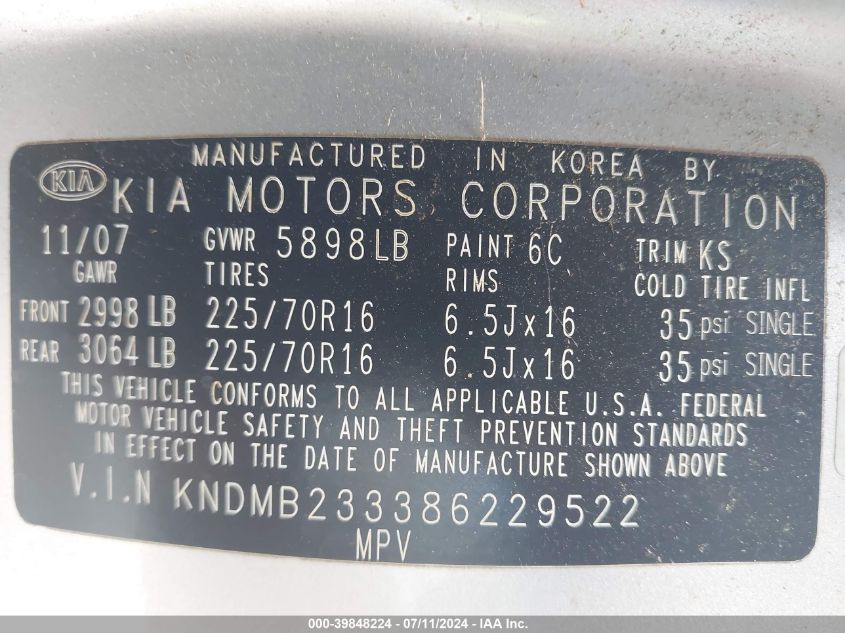 MANUFACTURED IN KOREA BY
KIA KIA MOTORS CORPORATION
11/07 GVWR 5898LB PAINT 6C TRIM KS
GAWR TIRES RIMS COLD TIRE INFL
FRONT 2998 LB 225/70R16 6.5Jx16 35 psi SINGLE
REAR 3064 LB 225/70R16 6.5Jx16 35 psi SINGLE
THIS VEHICLE CONFORMS TO ALL APPLICABLE U.S.A. FEDERAL
MOTOR VEHICLE SAFETY AND THEFT PREVENTION STANDARDS
IN EFFECT ON THE DATE OF MANUFACTURE SHOWN ABOVE
V.I.N KNDMB233386229522
MPV
000-39848224 - 07/11/2024 - IAA Inc.